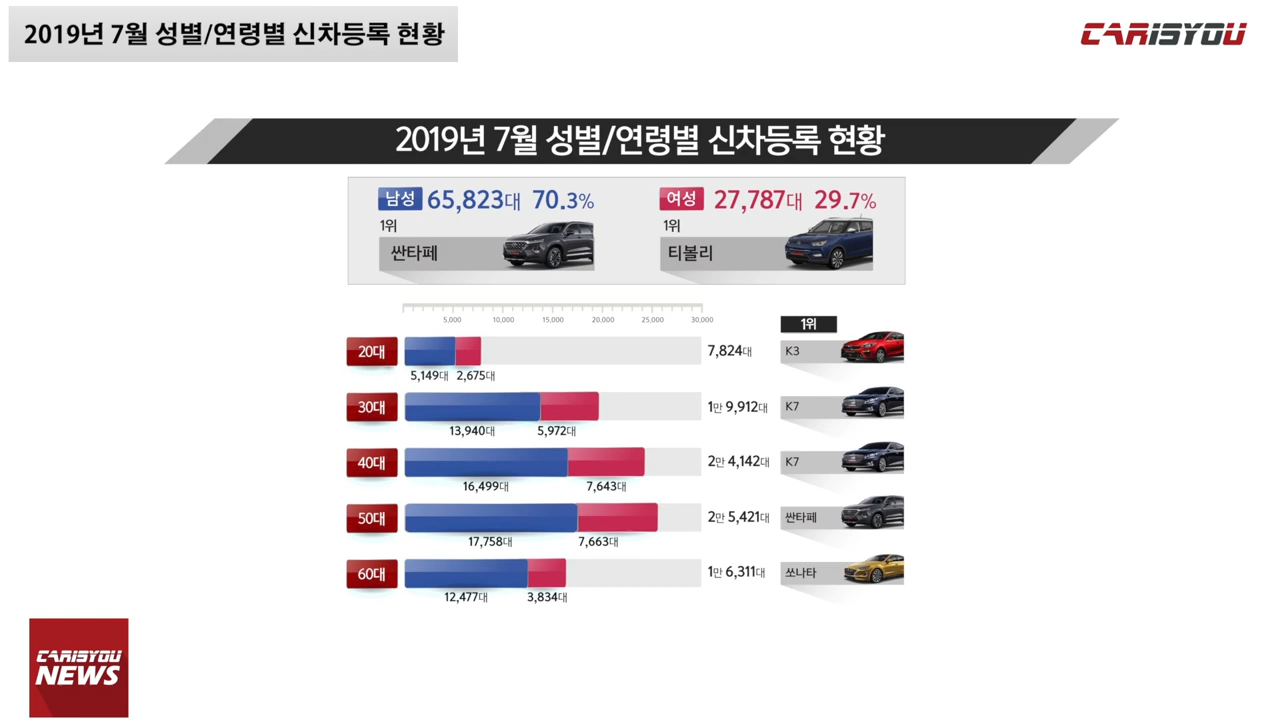 2019년 7월 성별/연령별 신차등록 현황
CARISYOU
2019년 7월 성별/연령별 신차등록 현황
남성 65,823대 70.3%
1위
싼타페
여성 27,787대 29.7%
1위
티볼리
5,000 10,000 15,000 20,000 25,000 30,000
1위
20대 7,824대 K3
5,149대 2,675대
30대 1만 9,912대 K7
13,940대 5,972대
40대 2만 4,142대 K7
16,499대 7,643대
50대 2만 5,421대 싼타페
17,758대 7,663대
60대 1만 6,311대 쏘나타
12,477대 3,834대
CARISYOU
NEWS